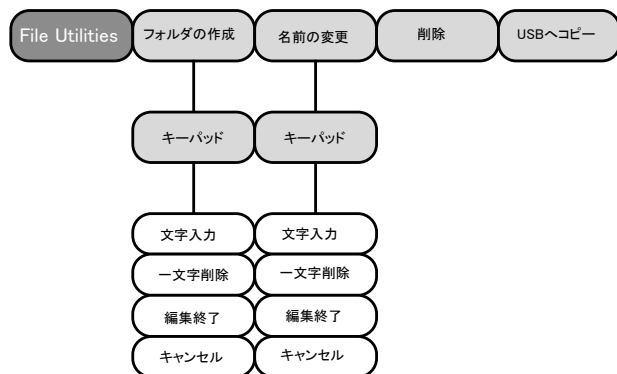 File Utilities
フォルダの作成
名前の変更
削除
USBへコピー
キーパッド
キーパッド
文字入力
文字入力
一文字削除
一文字削除
編集終了
編集終了
キャンセル
キャンセル